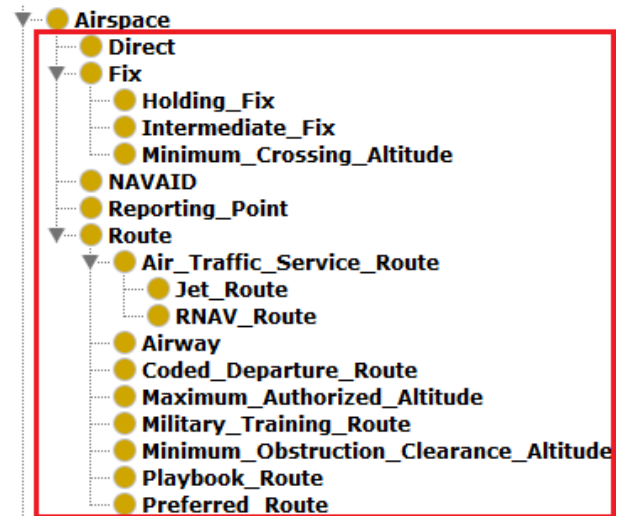 Airspace
Direct
Fix
Holding_Fix
Intermediate_Fix
Minimum_Crossing_Altitude
NAVAID
Reporting_Point
Route
Air_Traffic_Service_Route
Jet_Route
RNAV_Route
Airway
Coded_Departure_Route
Maximum_Authorized_Altitude
Military_Training_Route
Minimum_Obstruction_Clearance_Altitude
Playbook_Route
Preferred_Route